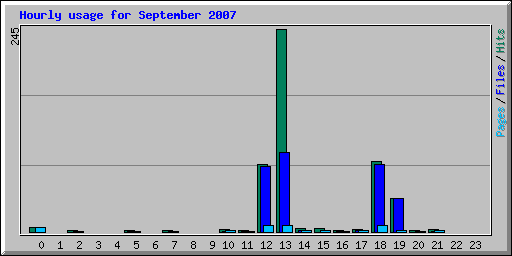 Hourly usage for September 2007
245
Pages/Files/Hits
0 1 2 3 4 5 6 7 8 9 10 11 12 13 14 15 16 17 18 19 20 21 22 23